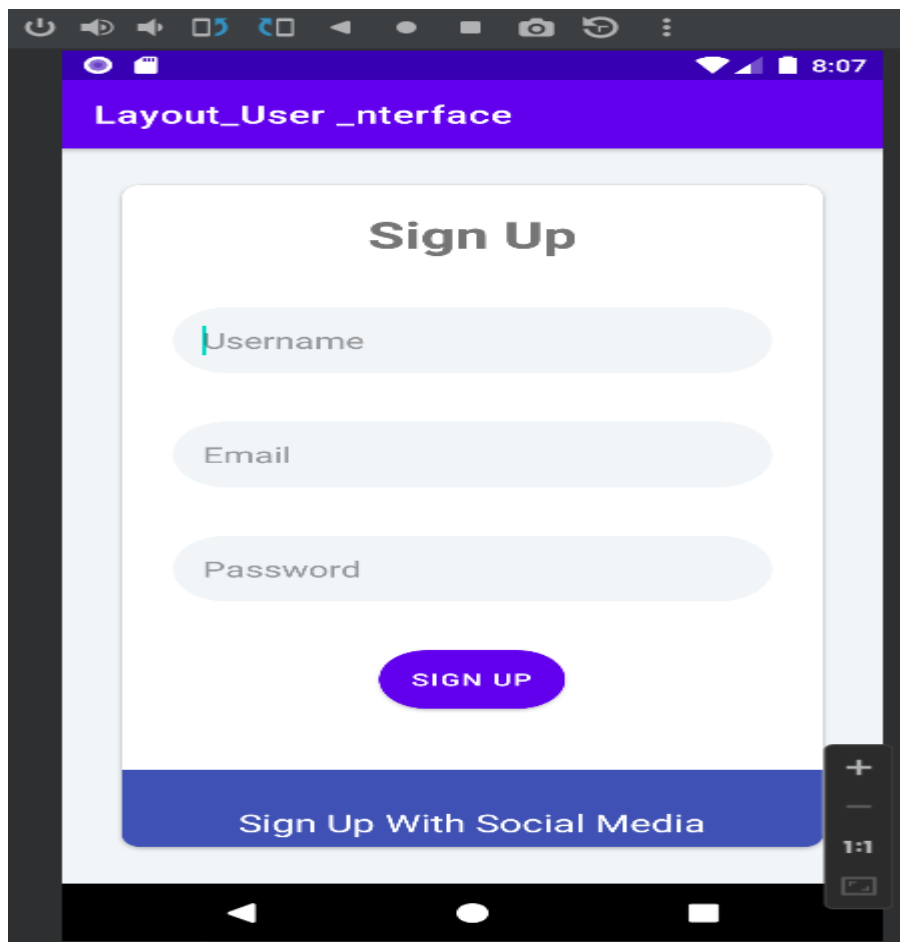 8:07
Layout_User _nterface
Sign Up
Username
Email
Password
SIGN UP
Sign Up With Social Media
1:1